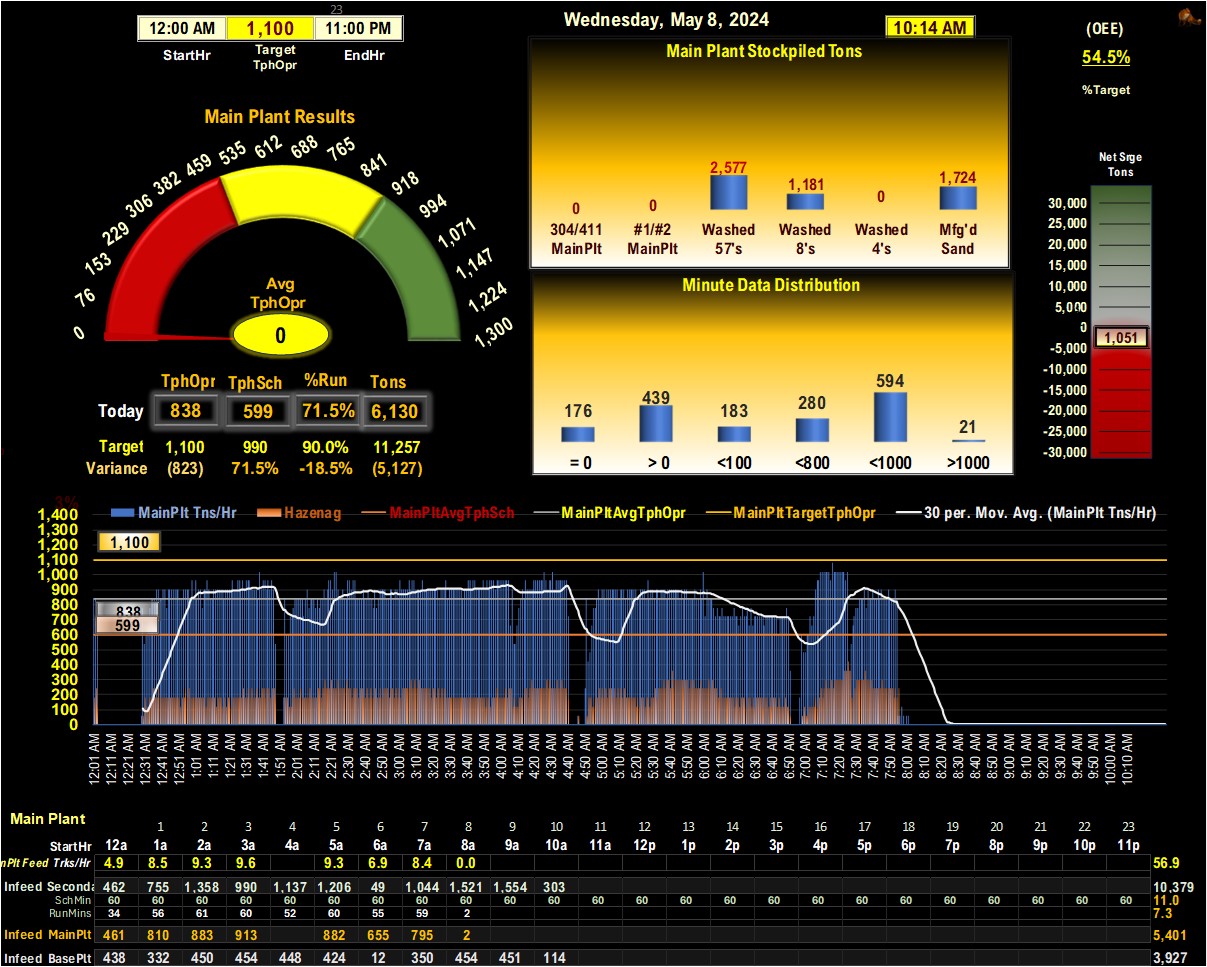 23
12:00 AM 1,100 11:00 PM
StartHr Target TphOpr EndHr
Wednesday, May 8, 2024
10:14 AM
(OEE)
54.5%
%Target
Main Plant Results
0 76 153 229 306 382 459 535 612 688 765 841 918 994 1,071 1,147 1,224 1,300
Avg
TphOpr
0
TphOpr TphSch %Run Tons
Today 838 599 71.5% 6,130
Target 1,100 990 90.0% 11,257
Variance (823) 71.5% -18.5% (5,127)
Main Plant Stockpiled Tons
0 0 2,577 1,181 0 1,724
304/411 #1/#2 Washed Washed Washed Mfg'd
MainPlt MainPlt 57's 8's 4's Sand
Minute Data Distribution
176 439 183 280 594 21
= 0 > 0 <100 <800 <1000 >1000
Net Srge
Tons
30,000
25,000
20,000
15,000
10,000
5,000
0
1,051
-5,000
-10,000
-15,000
-20,000
-25,000
-30,000
3%
MainPlt Tns/Hr Hazenag MainPltAvgTphSch MainPltAvgTphOpr MainPltTargetTphOpr 30 per. Mov. Avg. (MainPlt Tns/Hr)
1,400
1,300
1,200
1,100
1,000
900
800
700
600
500
400
300
200
100
0
1,100
838
599
12:01 AM 12:11 AM 12:21 AM 12:31 AM 12:41 AM 12:51 AM 1:01 AM 1:11 AM 1:21 AM 1:31 AM 1:41 AM 1:51 AM 2:01 AM 2:11 AM 2:21 AM 2:30 AM 2:40 AM 2:50 AM 3:00 AM 3:10 AM 3:20 AM 3:30 AM 3:40 AM 3:50 AM 4:00 AM 4:10 AM 4:20 AM 4:30 AM 4:40 AM 4:50 AM 5:00 AM 5:10 AM 5:20 AM 5:30 AM 5:40 AM 5:50 AM 6:00 AM 6:10 AM 6:20 AM 6:30 AM 6:40 AM 6:50 AM 7:00 AM 7:10 AM 7:20 AM 7:30 AM 7:40 AM 7:50 AM 8:00 AM 8:10 AM 8:20 AM 8:30 AM 8:40 AM 8:50 AM 9:00 AM 9:10 AM 9:20 AM 9:30 AM 9:40 AM 9:50 AM 10:00 AM 10:10 AM
Main Plant
1 2 3 4 5 6 7 8 9 10 11 12 13 14 15 16 17 18 19 20 21 22 23
StartHr 12a 1a 2a 3a 4a 5a 6a 7a 8a 9a 10a 11a 12p 1p 2p 3p 4p 5p 6p 7p 8p 9p 10p 11p
nPlt Feed Trks/Hr 4.9 8.5 9.3 9.6 9.3 6.9 8.4 0.0 56.9
Infeed Seconda 462 755 1,358 990 1,137 1,206 49 1,044 1,521 1,554 303 10,379
SchMin 60 60 60 60 60 60 60 60 60 60 60 60 60 60 60 60 60 60 60 60 60 60 60 60 11.0
RunMins 34 56 61 60 52 60 55 59 2 7.3
Infeed MainPlt 461 810 883 913 882 655 795 2 5,401
Infeed BasePlt 438 332 450 454 448 424 12 350 454 451 114 3,927